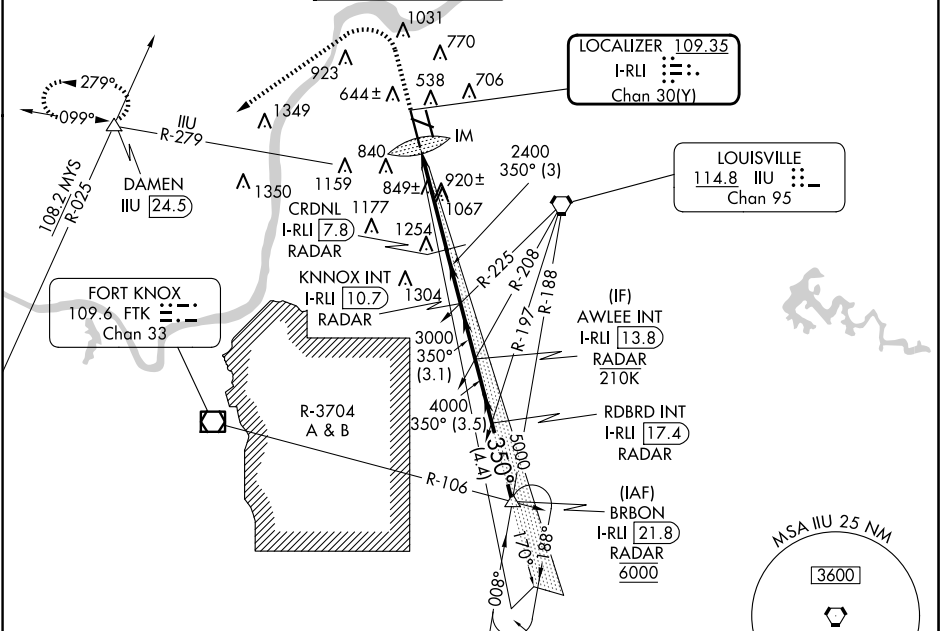 1031
770
923
538
706
644±
1349
LOCALIZER 109.35
I-RLI
Chan 30(Y)
279°
099°
IIU
R-279
IM
840
DAMEN
IIU 24.5
1350
1159
849±
920±
1067
2400
350° (3)
LOUISVILLE
114.8 IIU
Chan 95
108.2 MYS
R-025
CRDNL
I-RLI 7.8
RADAR
1177
1254
KNNOX INT
I-RLI 10.7
RADAR
1304
R-225
R-208
R-197
R-188
FORT KNOX
109.6 FTK
Chan 33
(IF)
AWLEE INT
I-RLI 13.8
RADAR
210K
3000
350°
(3.1)
4000
350° (3.5)
R-3704
A & B
RDBRD INT
I-RLI 17.4
RADAR
5000
350°
(4.4)
R-106
(IAF)
BRBON
I-RLI 21.8
RADAR
6000
170°
188°
008°
MSA IIU 25 NM
3600